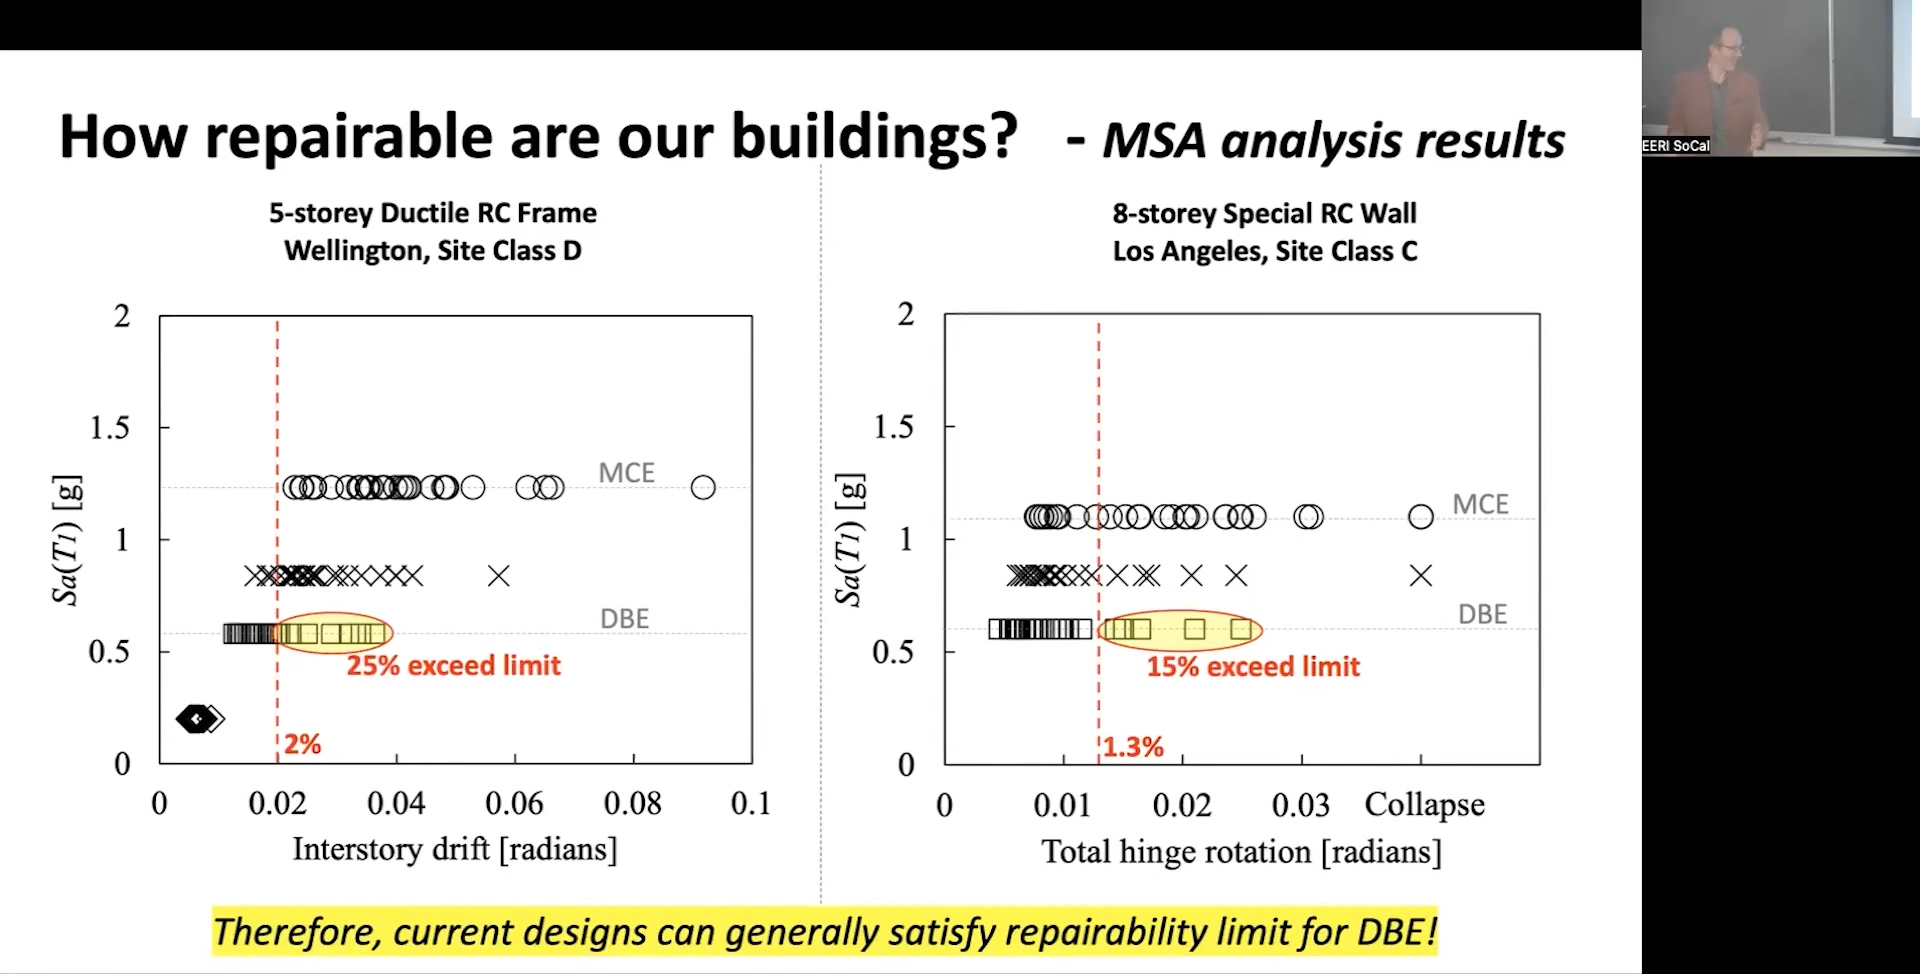 How repairable are our buildings? - MSA analysis results
EERI SoCal
5-storey Ductile RC Frame
Wellington, Site Class D
2
1.5
1
0.5
0
Sa(T1) [g]
MCE
DBE
25% exceed limit
2%
0 0.02 0.04 0.06 0.08 0.1
Interstory drift [radians]
8-storey Special RC Wall
Los Angeles, Site Class C
2
1.5
1
0.5
0
Sa(T1) [g]
MCE
DBE
15% exceed limit
1.3%
0 0.01 0.02 0.03 Collapse
Total hinge rotation [radians]
Therefore, current designs can generally satisfy repairability limit for DBE!